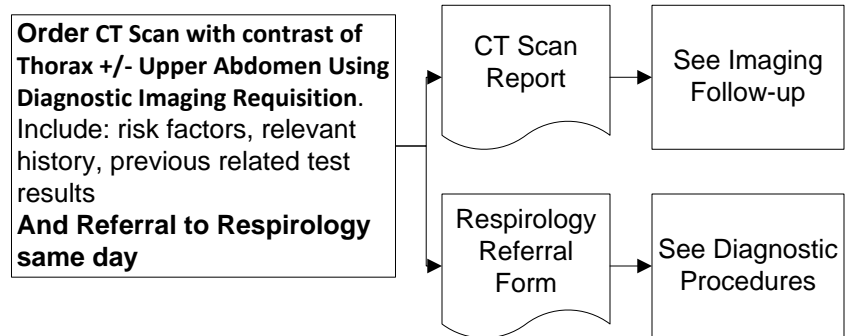 Order CT Scan with contrast of
Thorax +/- Upper Abdomen Using
Diagnostic Imaging Requisition.
Include: risk factors, relevant
history, previous related test
results
And Referral to Respirology
same day
CT Scan
Report
See Imaging
Follow-up
Respirology
Referral
Form
See Diagnostic
Procedures